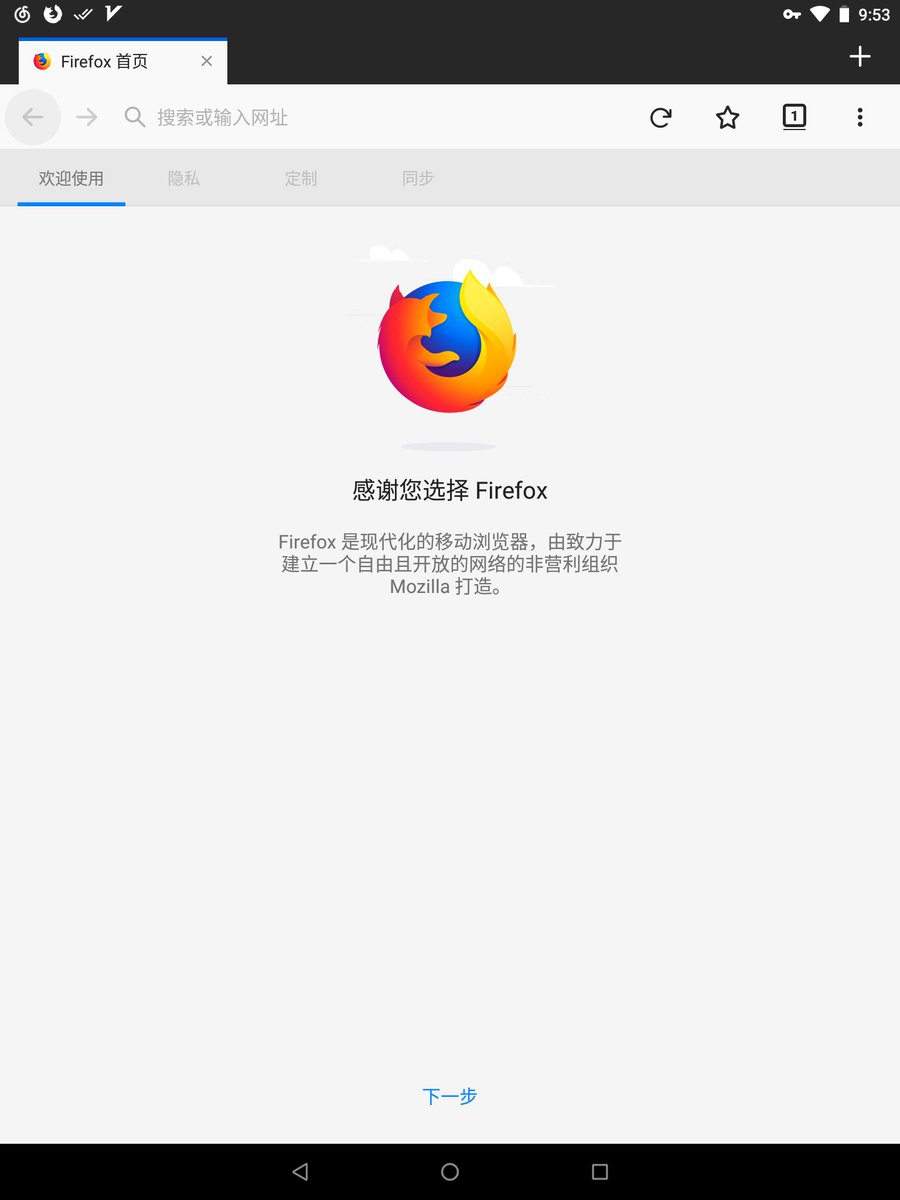 9:53
Firefox 首页
搜索或输入网址
1
欢迎使用
隐私
定制
同步
感谢您选择 Firefox
Firefox 是现代化的移动浏览器，由致力于
建立一个自由且开放的网络的非营利组织
Mozilla 打造。
下一步